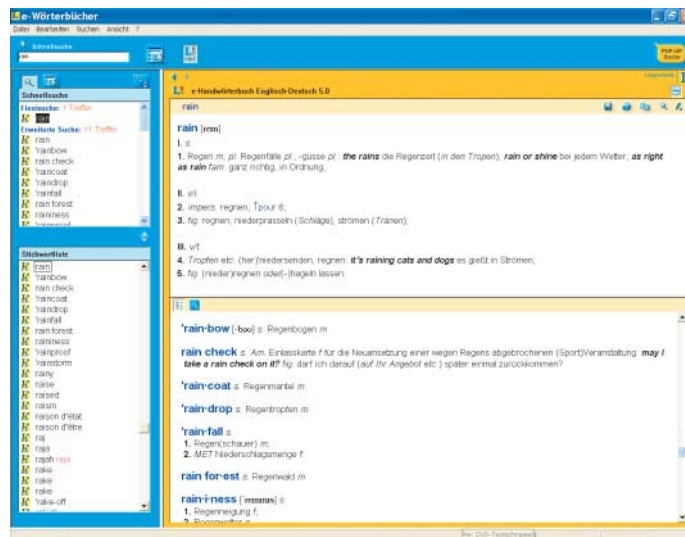 e-Wörterbücher
Datei Bearbeiten Suchen Ansicht ?
Schnellsuche
rain
POP-UP
Suche
Schnellsuche
1 Treffer
rain
Erweiterte Suche: 11 Treffer
rain
'rainbow
rain check
'raincoat
'raindrop
'rainfall
rain forest
raininess
'rainproof
Stichwortliste
rain
'rainbow
rain check
'raincoat
'raindrop
'rainfall
rain forest
raininess
'rainproof
'rainstorm
rainy
raise
raised
raisin
raison d'état
raison d'être
raj
raja
rajah raja
rake
rake
rake
'rake-off
e-Handwörterbuch Englisch-Deutsch 5.0
rain
rain [reın]
I. s
1. Regen m; pl. Regenfälle pl., -güsse pl.: the rains die Regenzeit (in den Tropen); rain or shine bei jedem Wetter; as right
as rain fam. ganz richtig, in Ordnung;
II. v/i
2. impers. regnen; ↑pour 6;
3. fig. regnen; niederprasseln (Schläge), strömen (Tränen);
III. v/t
4. Tropfen etc. (her)niedersenden, regnen: it's raining cats and dogs es gießt in Strömen;
5. fig. (nieder)regnen oder(-)hageln lassen.
'rain·bow [-bəʊ] s. Regenbogen m
rain check s. Am. Einlasskarte f für die Neuansetzung einer wegen Regens abgebrochenen (Sport)Veranstaltung: may I
take a rain check on it? fig. darf ich darauf (auf Ihr Angebot etc.) später einmal zurückkommen?
'rain·coat s. Regenmantel m
'rain·drop s. Regentropfen m
'rain·fall s.
1. Regen(schauer) m;
2. MET Niederschlagsmenge f.
rain for·est s. Regenwald m
rain·i·ness s.
1. Regenneigung f;
2. Regenwetter n